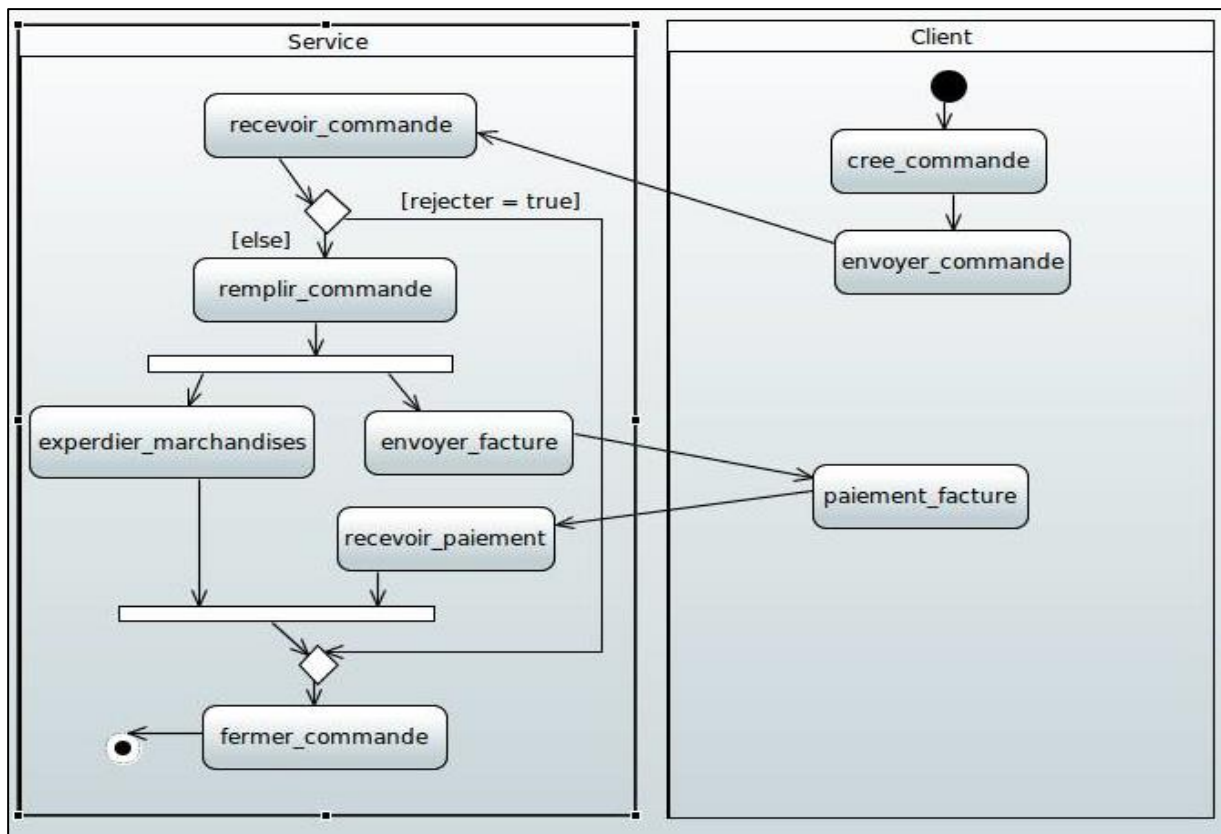 Service
Client
recevoir_commande
cree_commande
[rejecter = true]
[else]
envoyer_commande
remplir_commande
experdier_marchandises
envoyer_facture
paiement_facture
recevoir_paiement
fermer_commande